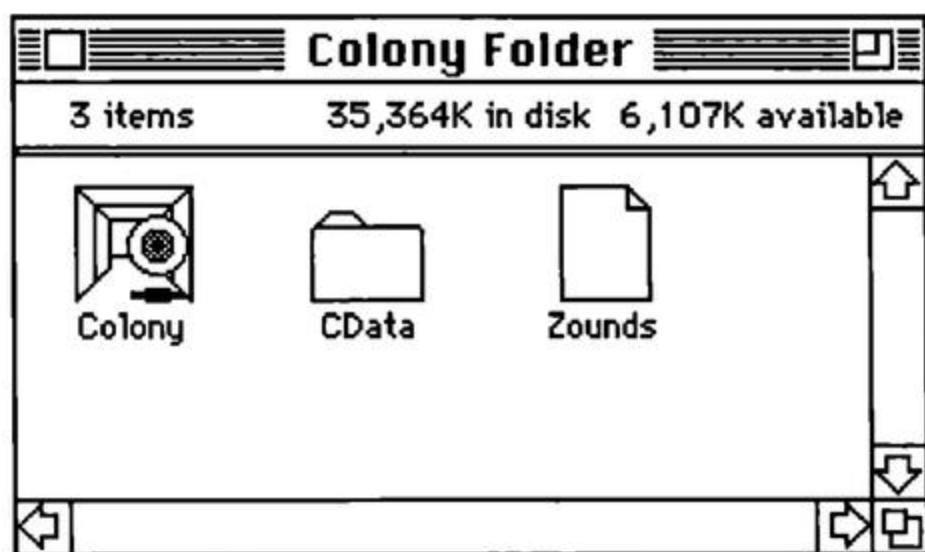 Colony Folder
3 items 35,364K in disk 6,107K available
Colony CData Zounds